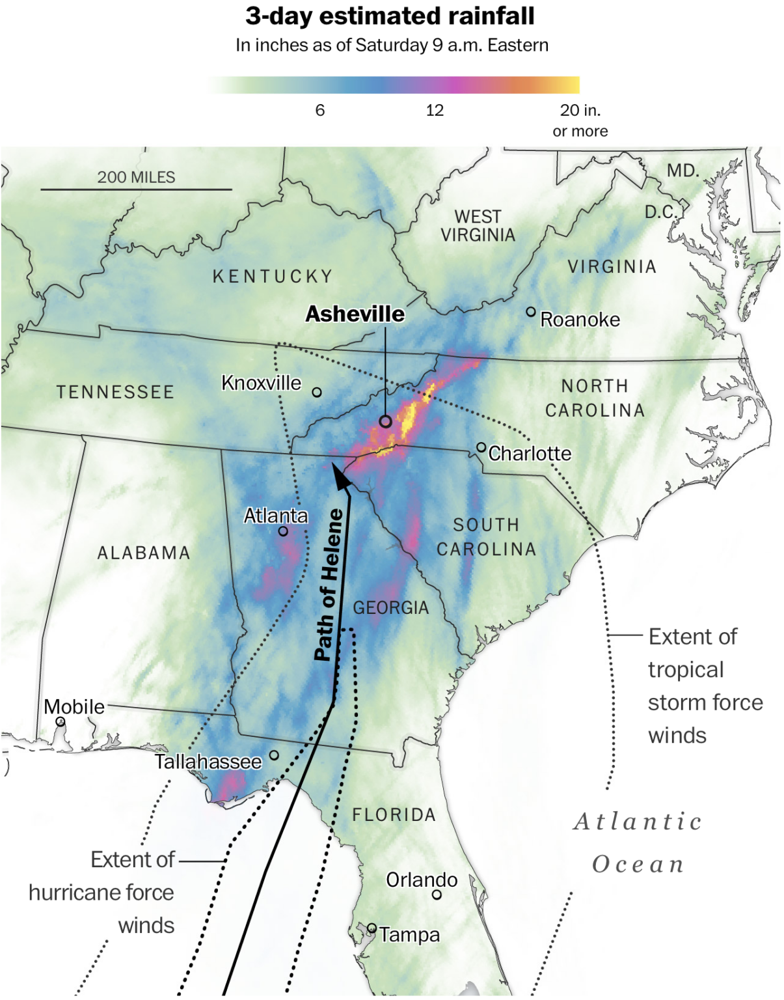 3-day estimated rainfall
In inches as of Saturday 9 a.m. Eastern
6
12
20 in.
or more
200 MILES
MD.
D.C.
WEST
VIRGINIA
VIRGINIA
KENTUCKY
Asheville
Roanoke
Knoxville
TENNESSEE
NORTH
CAROLINA
Charlotte
Atlanta
ALABAMA
SOUTH
CAROLINA
Path of Helene
GEORGIA
Extent of
tropical
storm force
winds
Mobile
Tallahassee
FLORIDA
Atlantic
Ocean
Extent of
hurricane force
winds
Orlando
Tampa